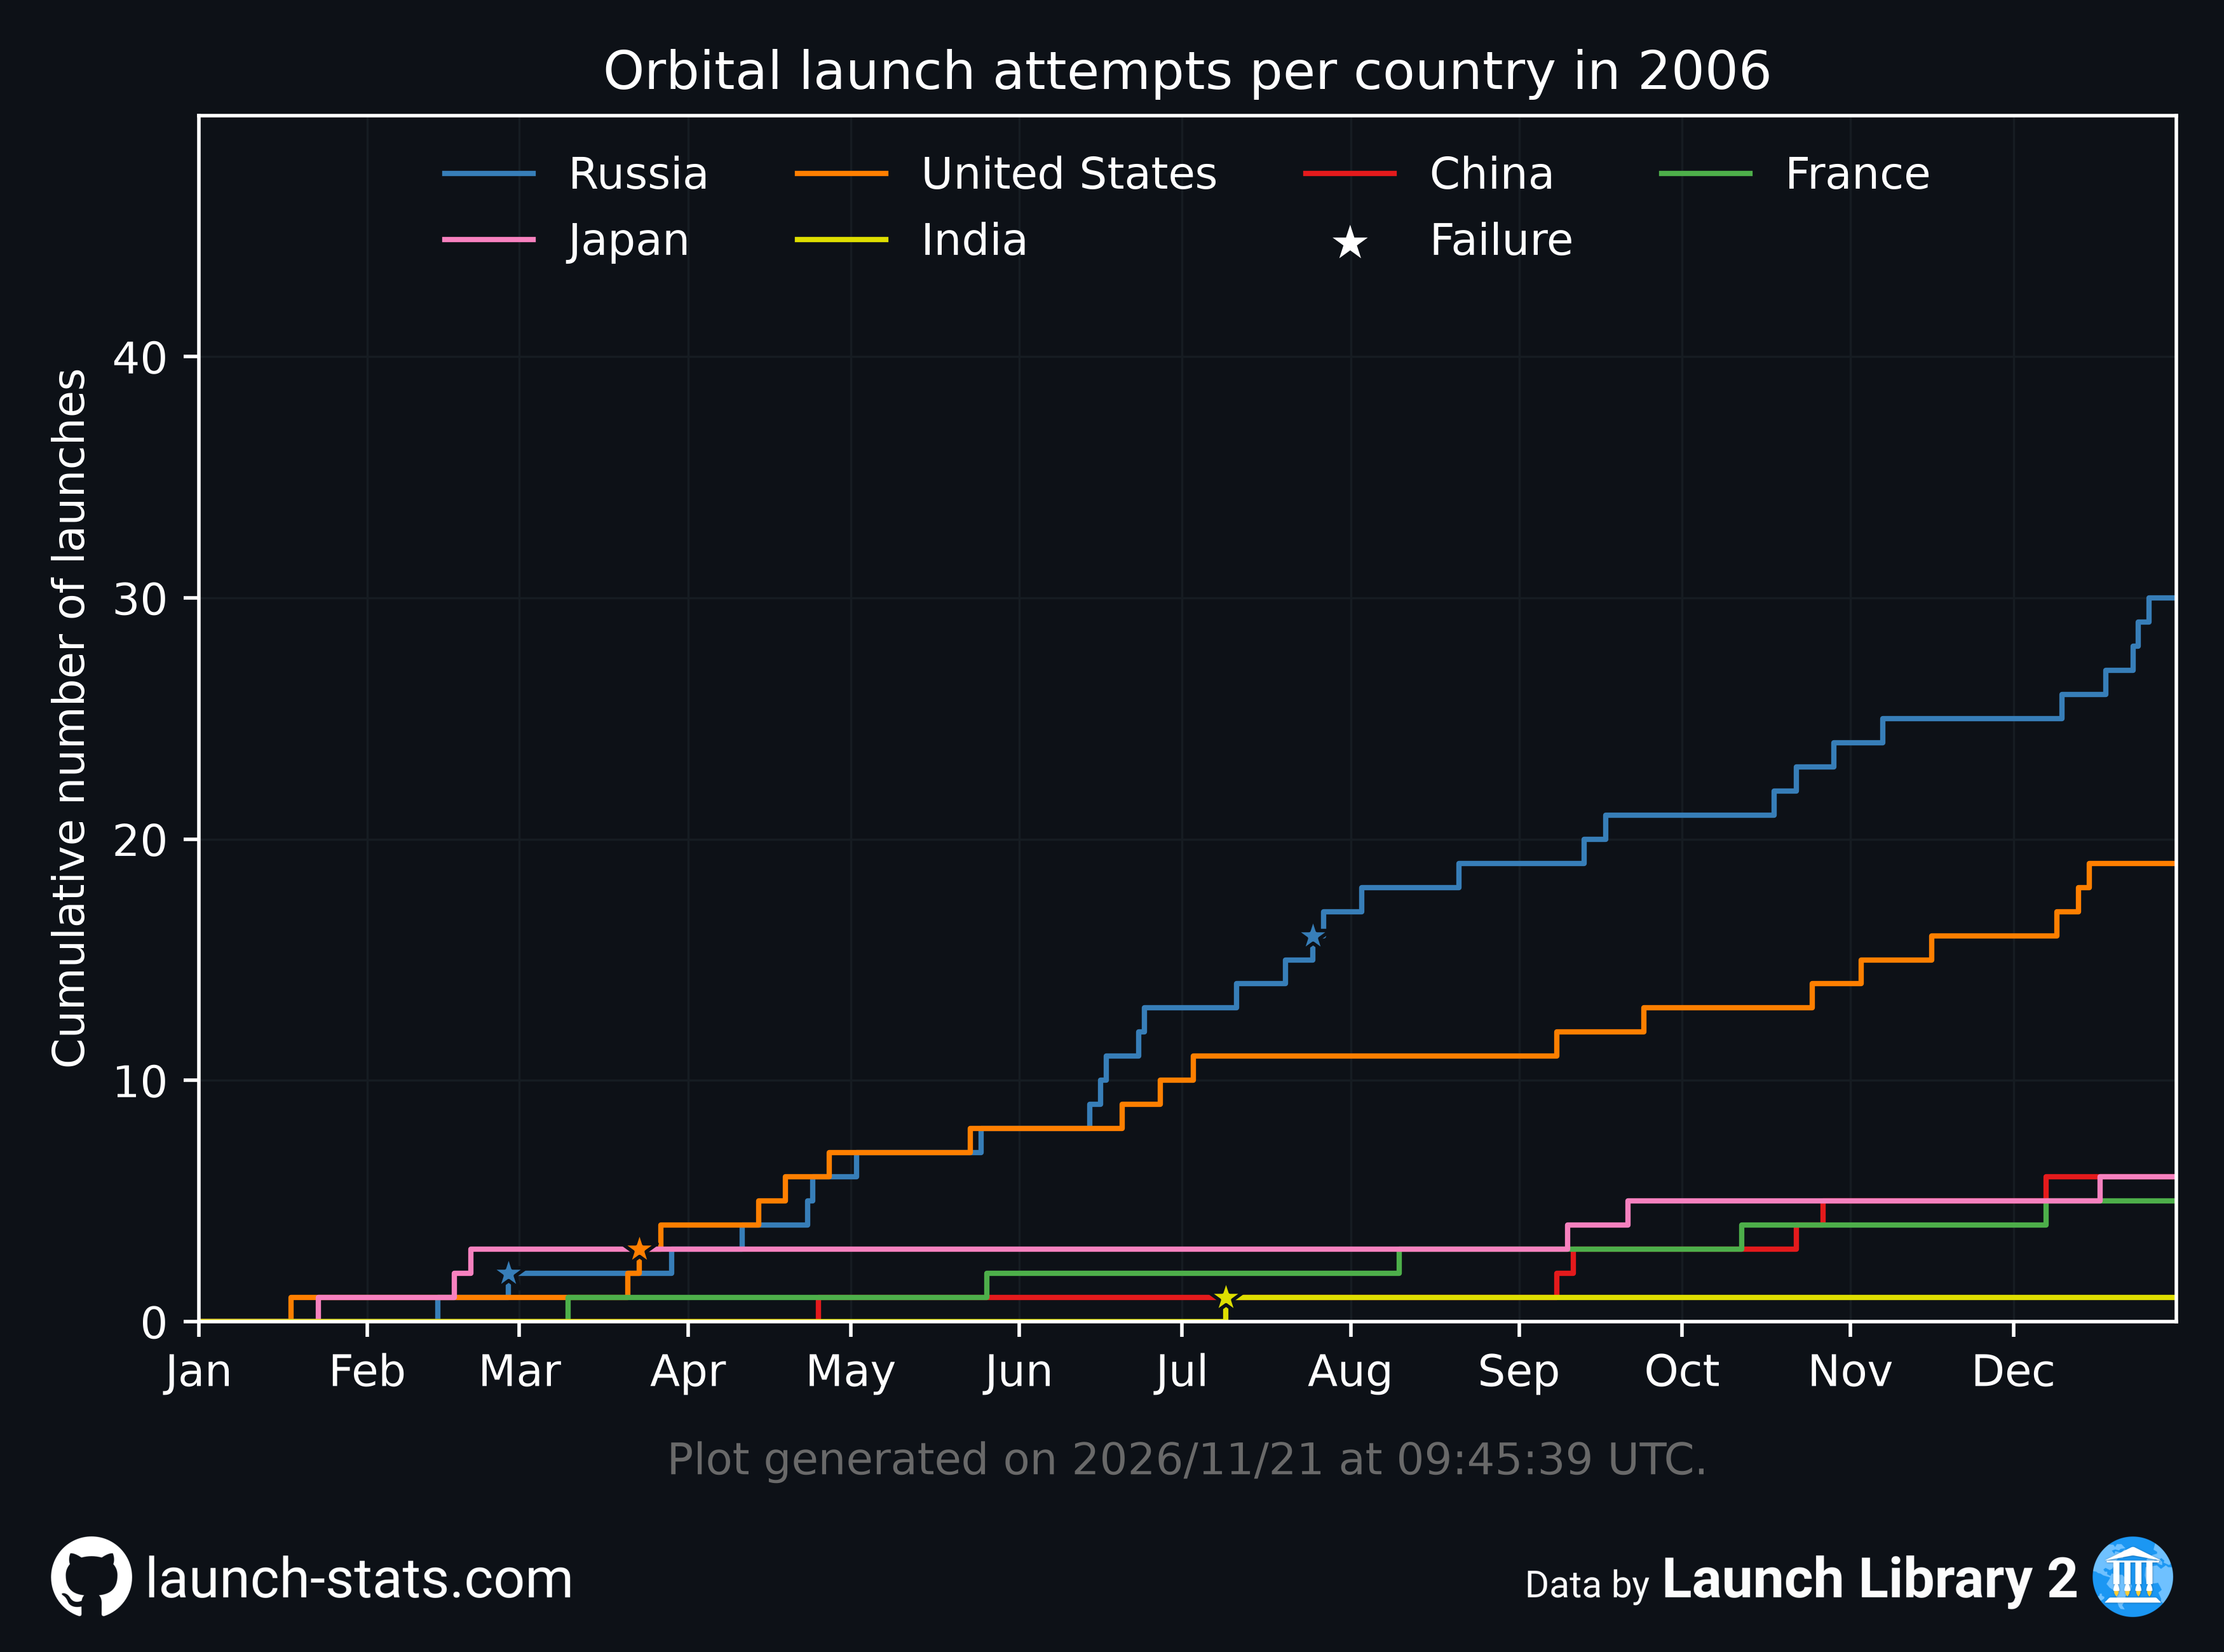 Orbital launch attempts per country in 2006
Russia United States China France
Japan India Failure
Cumulative number of launches
40
30
20
10
0
Jan Feb Mar Apr May Jun Jul Aug Sep Oct Nov Dec
Plot generated on 2026/11/21 at 09:45:39 UTC.
launch-stats.com
Data by Launch Library 2